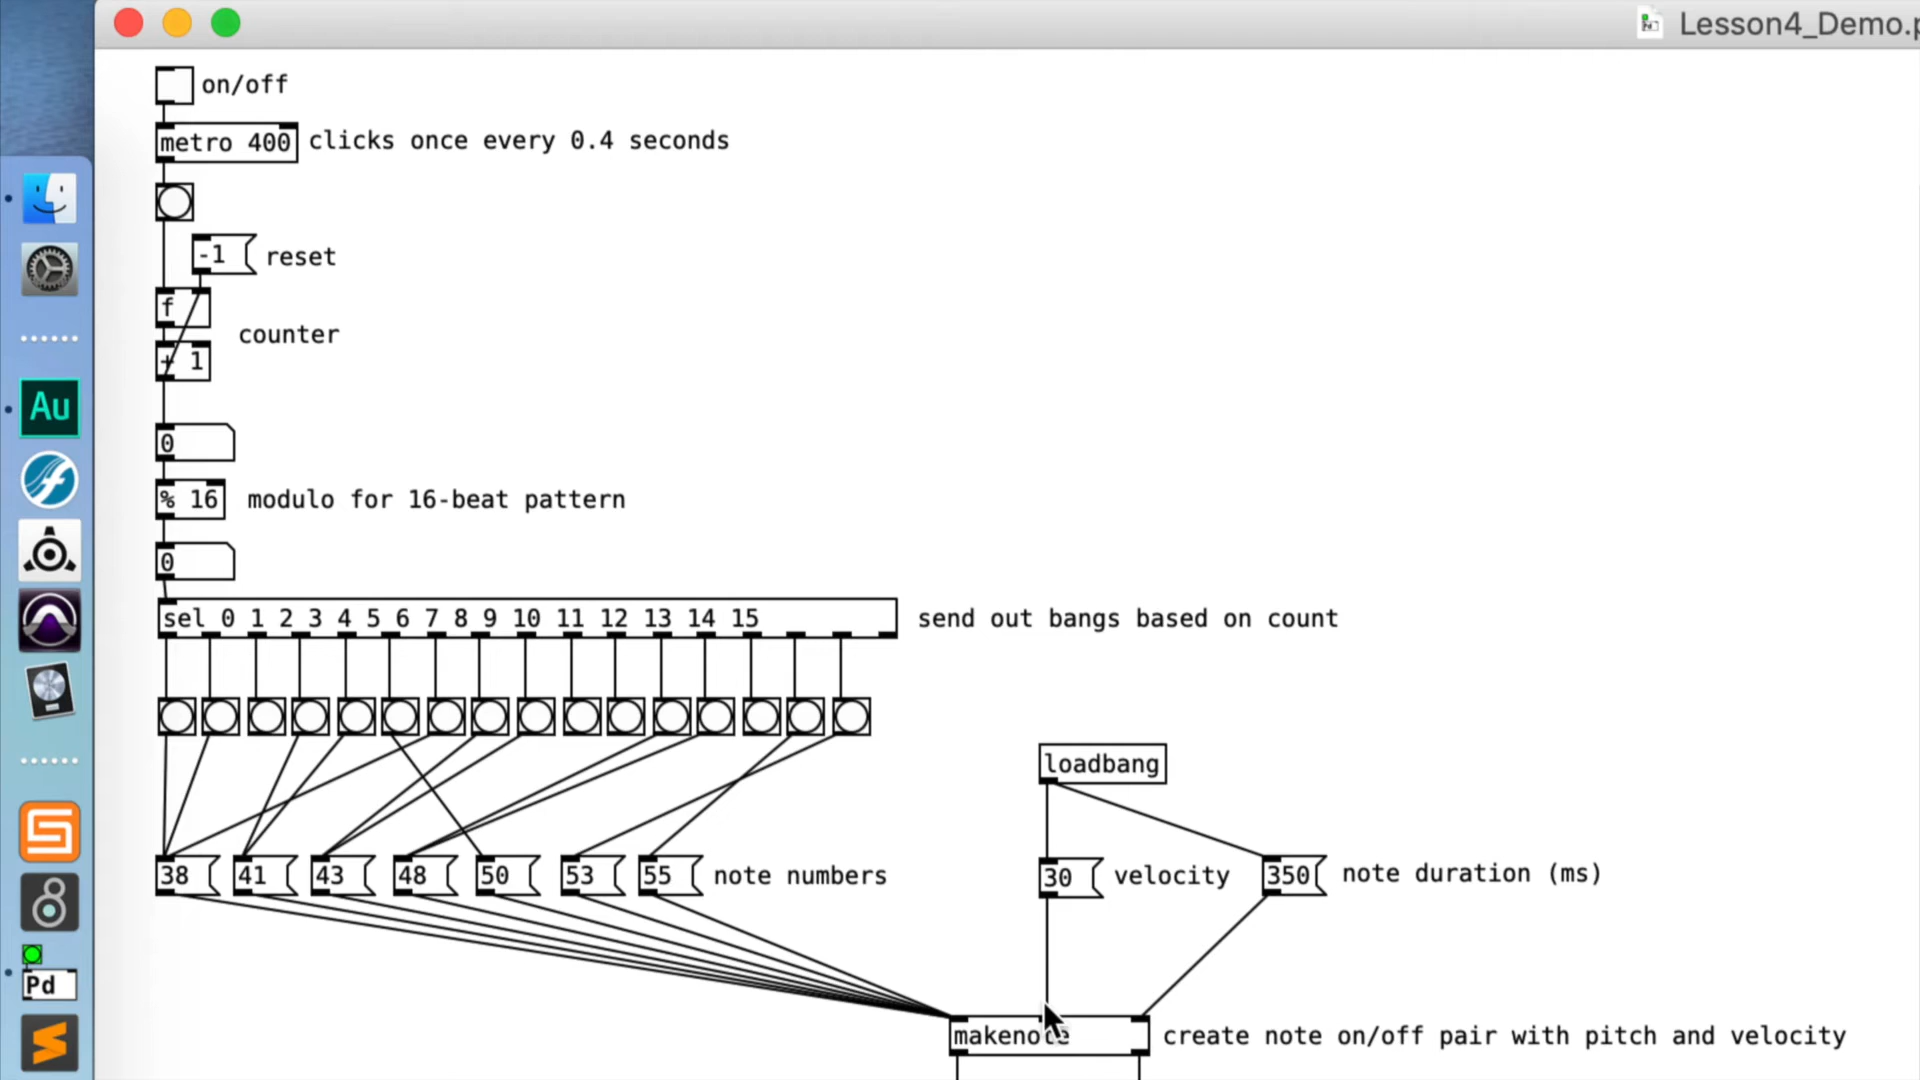 Lesson4_Demo.p
on/off
metro 400 clicks once every 0.4 seconds
-1 reset
f
counter
+ 1
Au
0
% 16 modulo for 16-beat pattern
0
sel 0 1 2 3 4 5 6 7 8 9 10 11 12 13 14 15 send out bangs based on count
loadbang
38 41 43 48 50 53 55 note numbers 30 velocity 350 note duration (ms)
Pd
makenote create note on/off pair with pitch and velocity